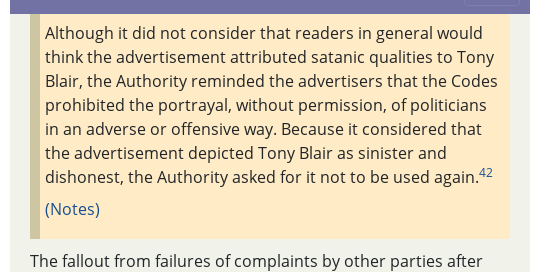 Although it did not consider that readers in general would
think the advertisement attributed satanic qualities to Tony
Blair, the Authority reminded the advertisers that the Codes
prohibited the portrayal, without permission, of politicians
in an adverse or offensive way. Because it considered that
the advertisement depicted Tony Blair as sinister and
dishonest, the Authority asked for it not to be used again.42
(Notes)
The fallout from failures of complaints by other parties after